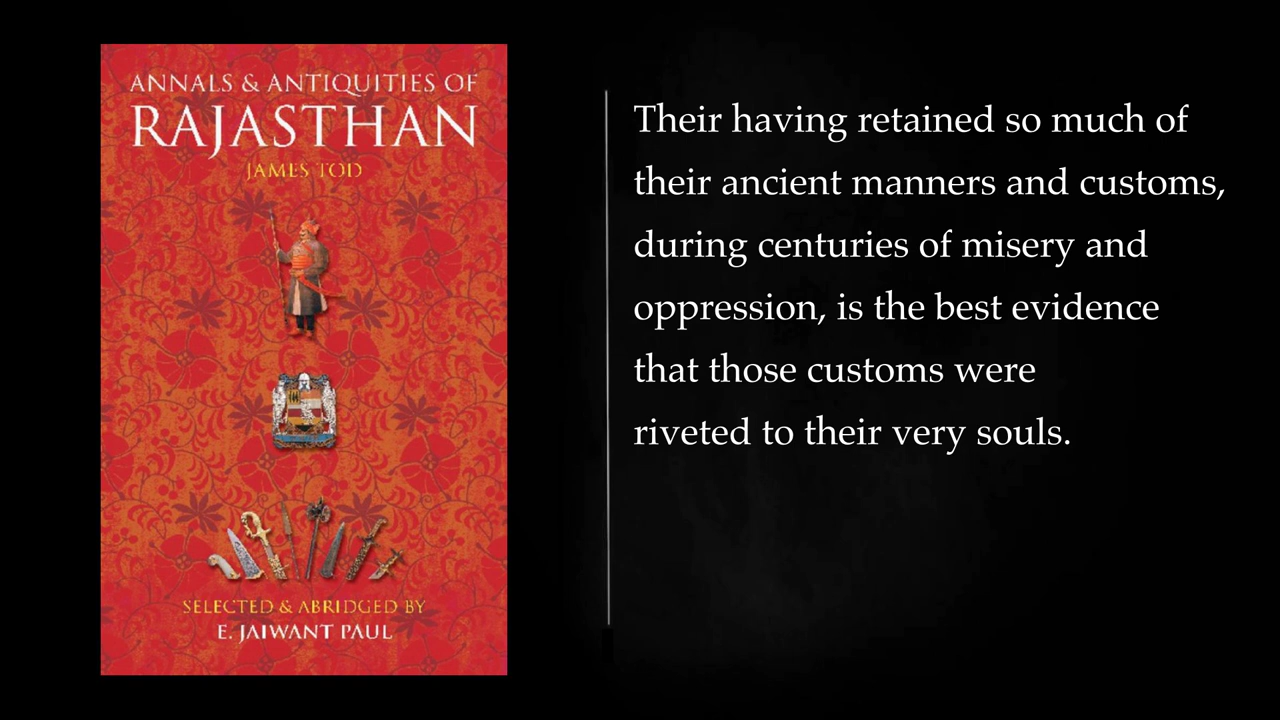 ANNALS & ANTIQUITIES OF
RAJASTHAN
JAMES TOD
SELECTED & ABRIDGED BY
E. JAIWANT PAUL
Their having retained so much of
their ancient manners and customs,
during centuries of misery and
oppression, is the best evidence
that those customs were
riveted to their very souls.